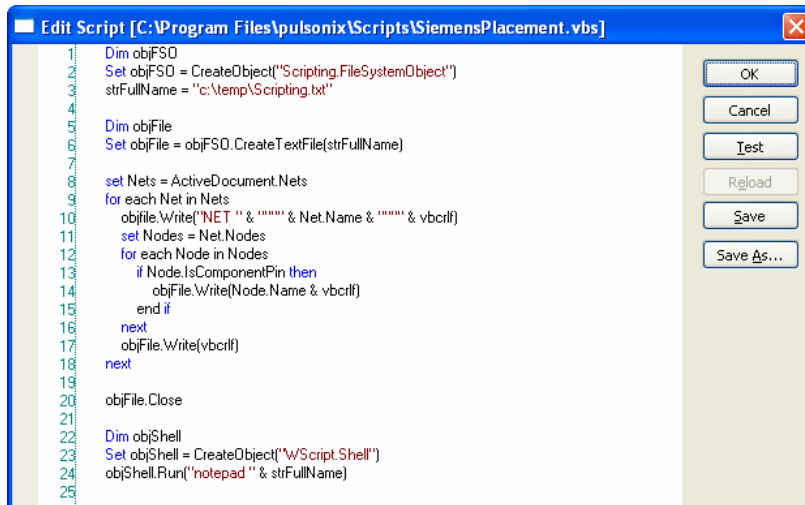 Edit Script [C:\Program Files\pulsonix\Scripts\SiemensPlacement.vbs]
1 Dim objFSO
2 Set objFSO = CreateObject("Scripting.FileSystemObject")
3 strFullName = "c:\temp\Scripting.txt"
4
5 Dim objFile
6 Set objFile = objFSO.CreateTextFile(strFullName)
7
8 set Nets = ActiveDocument.Nets
9 for each Net in Nets
10 objfile.Write("NET " & """" & Net.Name & """" & vbcrlf)
11 set Nodes = Net.Nodes
12 for each Node in Nodes
13 if Node.IsComponentPin then
14 objFile.Write(Node.Name & vbcrlf)
15 end if
16 next
17 objFile.Write(vbcrlf)
18 next
19
20 objFile.Close
21
22 Dim objShell
23 Set objShell = CreateObject("WScript.Shell")
24 objShell.Run("notepad " & strFullName)
25
OK
Cancel
Test
Reload
Save
Save As...